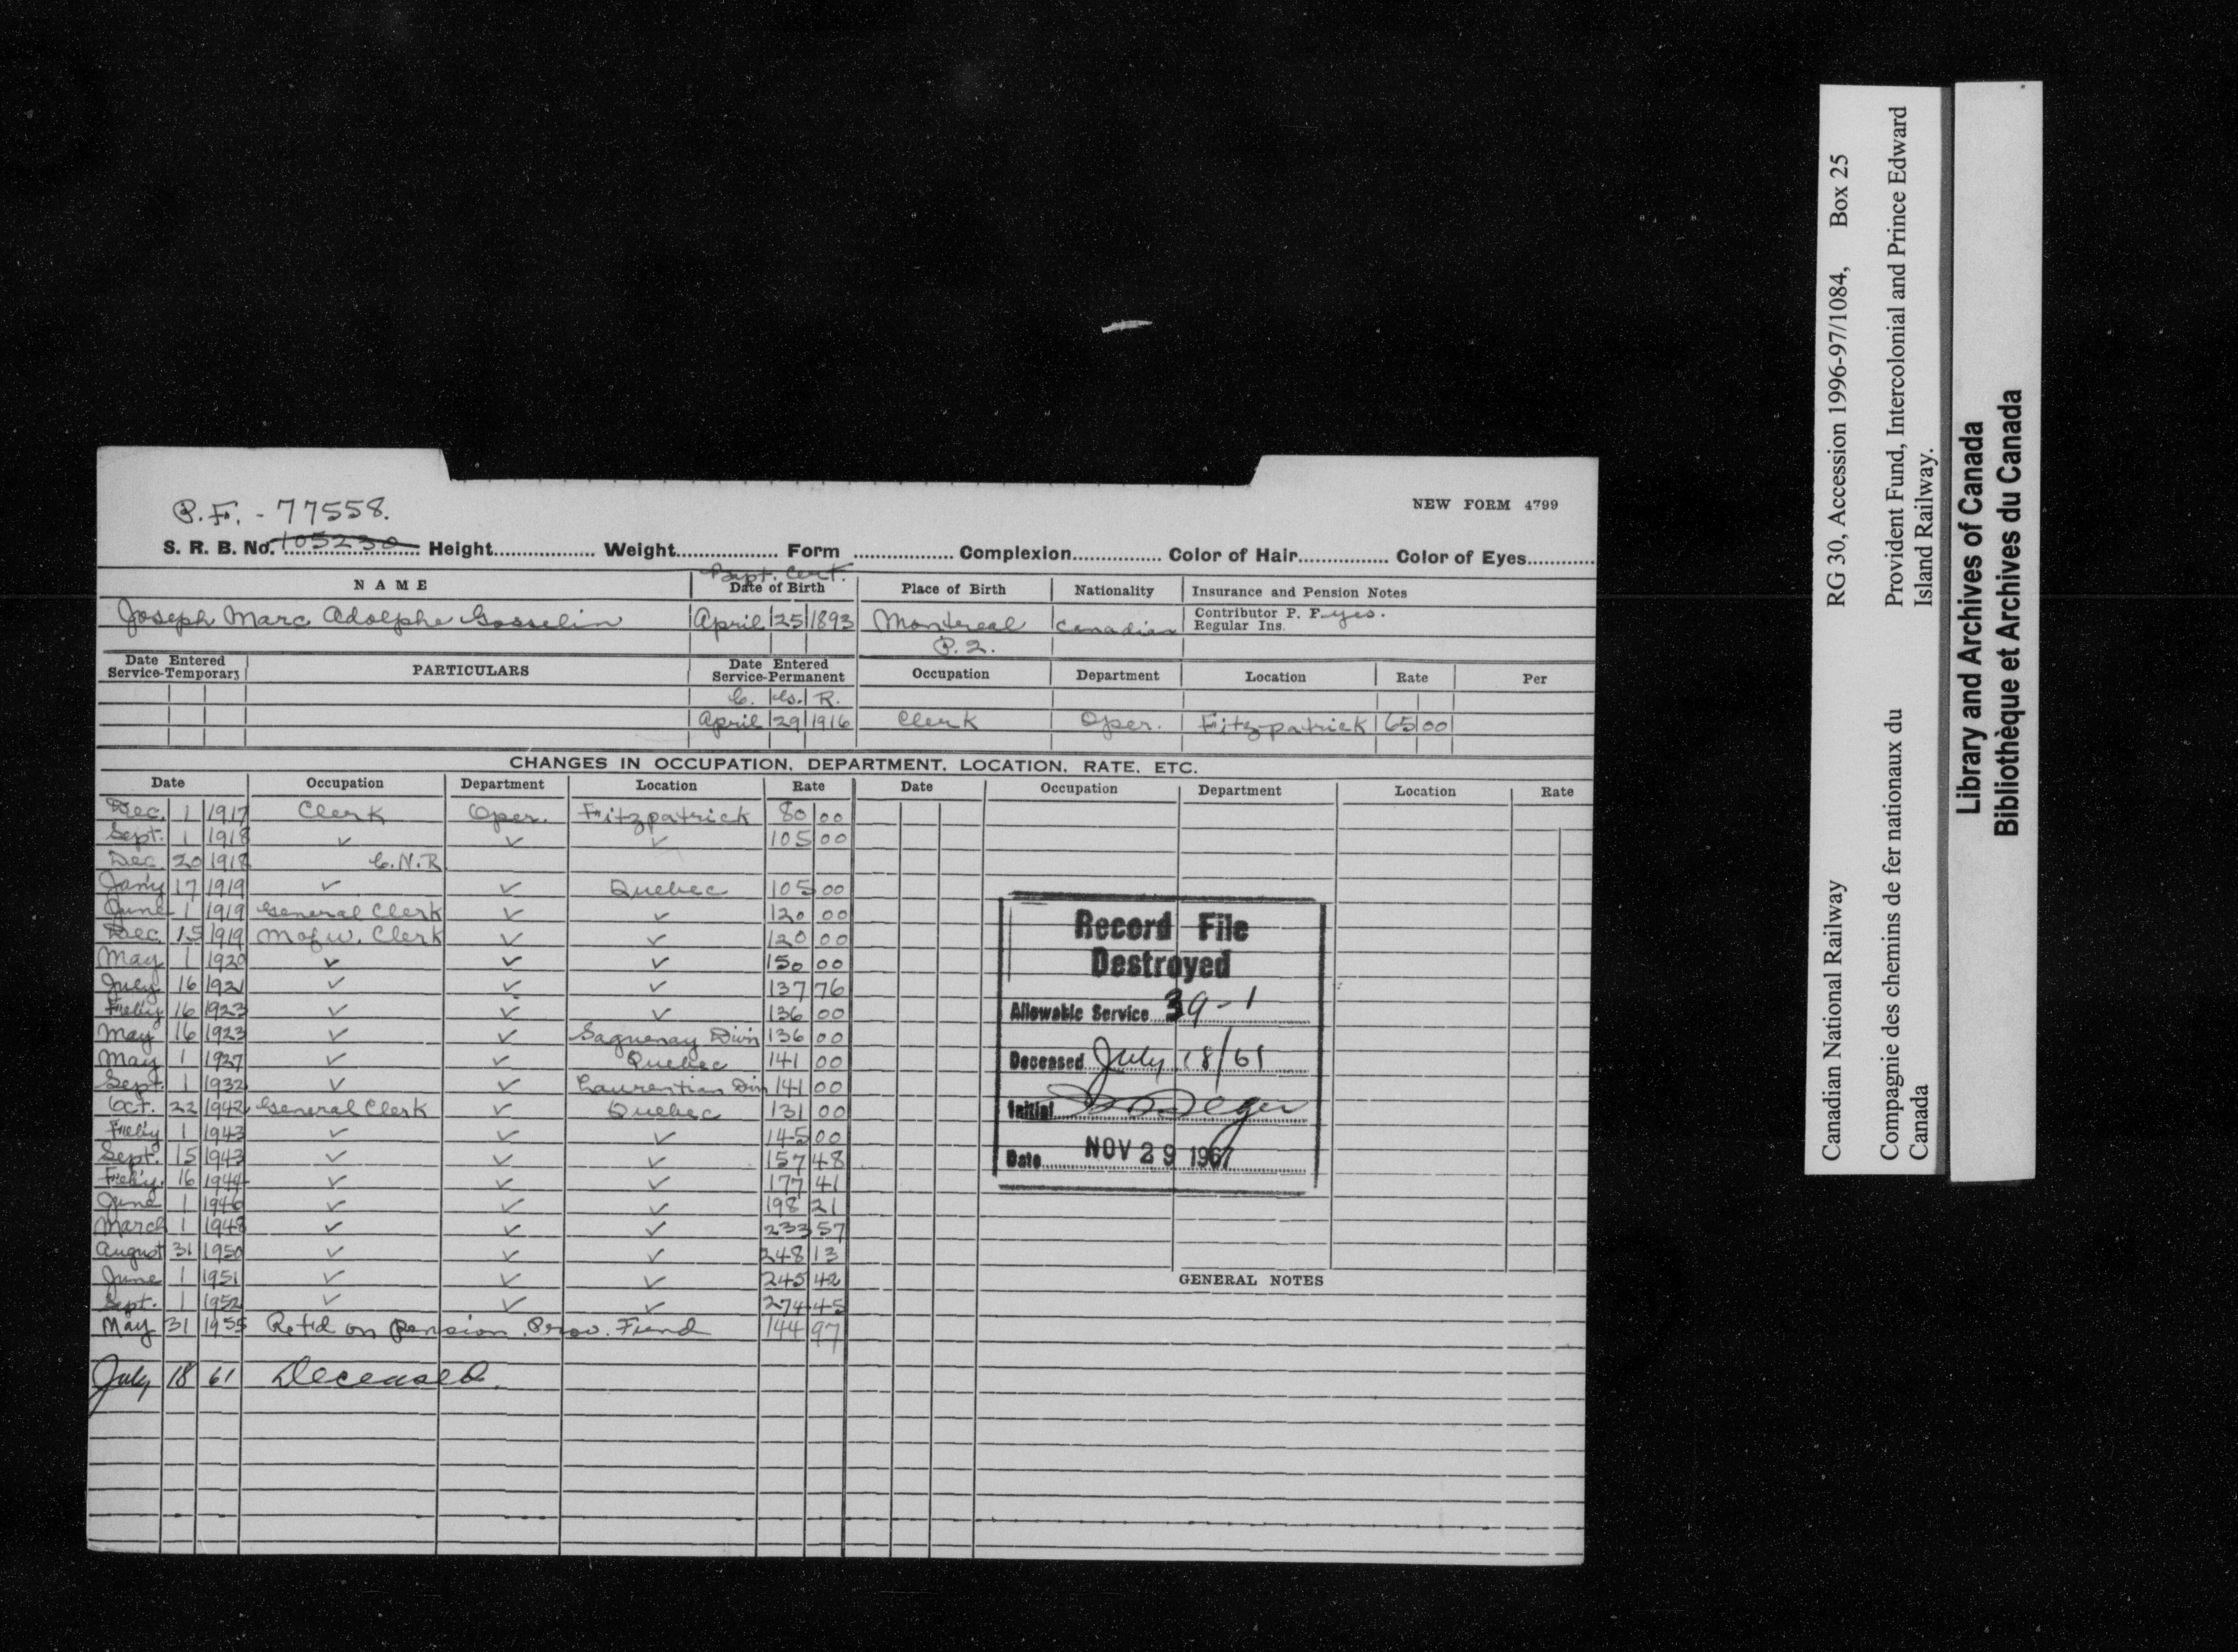 P.F. - 77558.
NEW FORM 4799
S. R. B. No. 105230 Height Weight Form Complexion Color of Hair Color of Eyes
Bapt. Cert.
NAME Date of Birth Place of Birth Nationality Insurance and Pension Notes
Joseph Marc Adolphe Gosselin April 25 1893 Montreal Canadian Contributor P. F. yes.
Regular Ins.
P.Q.
Date Entered Service-Temporary PARTICULARS Date Entered Service-Permanent Occupation Department Location Rate Per
C. Gs. R.
April 29 1916 Clerk Oper. Fitzpatrick 65 00
CHANGES IN OCCUPATION, DEPARTMENT, LOCATION, RATE, ETC.
Date Occupation Department Location Rate Date Occupation Department Location Rate
Dec. 1 1917 Clerk Oper. Fitzpatrick 80 00
Sept. 1 1918 ✓ ✓ ✓ 105 00
Dec. 20 1918 C.N.R.
Jan'y 17 1919 ✓ ✓ Quebec 105 00
June 1 1919 General Clerk ✓ ✓ 120 00
Dec. 15 1919 M of W. Clerk ✓ ✓ 120 00
May 1 1920 ✓ ✓ ✓ 150 00
July 16 1921 ✓ ✓ ✓ 137 76
Feb'y 16 1923 ✓ ✓ ✓ 136 00
May 16 1923 ✓ ✓ Saguenay Div'n 136 00
May 1 1927 ✓ ✓ Quebec 141 00
Sept. 1 1932 ✓ ✓ Laurentian Div'n 141 00
Oct. 22 1942 General Clerk ✓ Quebec 131 00
Feb'y 1 1943 ✓ ✓ ✓ 145 00
Sept. 15 1943 ✓ ✓ ✓ 157 48
Feb'y. 16 1944 ✓ ✓ ✓ 177 41
June 1 1946 ✓ ✓ ✓ 198 21
March 1 1948 ✓ ✓ ✓ 233 57
August 31 1950 ✓ ✓ ✓ 248 13
June 1 1951 ✓ ✓ ✓ 245 42
Sept. 1 1952 ✓ ✓ ✓ 274 45
May 31 1955 Ret'd on Pension. Prov. Fund 144 97
July 18 61 Deceased.
Record File
Destroyed
Allowable Service 39-1
Deceased July 18/61
Initial
Date NOV 29 1961
GENERAL NOTES
Canadian National Railway RG 30, Accession 1996-97/1084, Box 25
Compagnie des chemins de fer nationaux du Canada
Provident Fund, Intercolonial and Prince Edward Island Railway.
Library and Archives of Canada
Bibliothèque et Archives du Canada